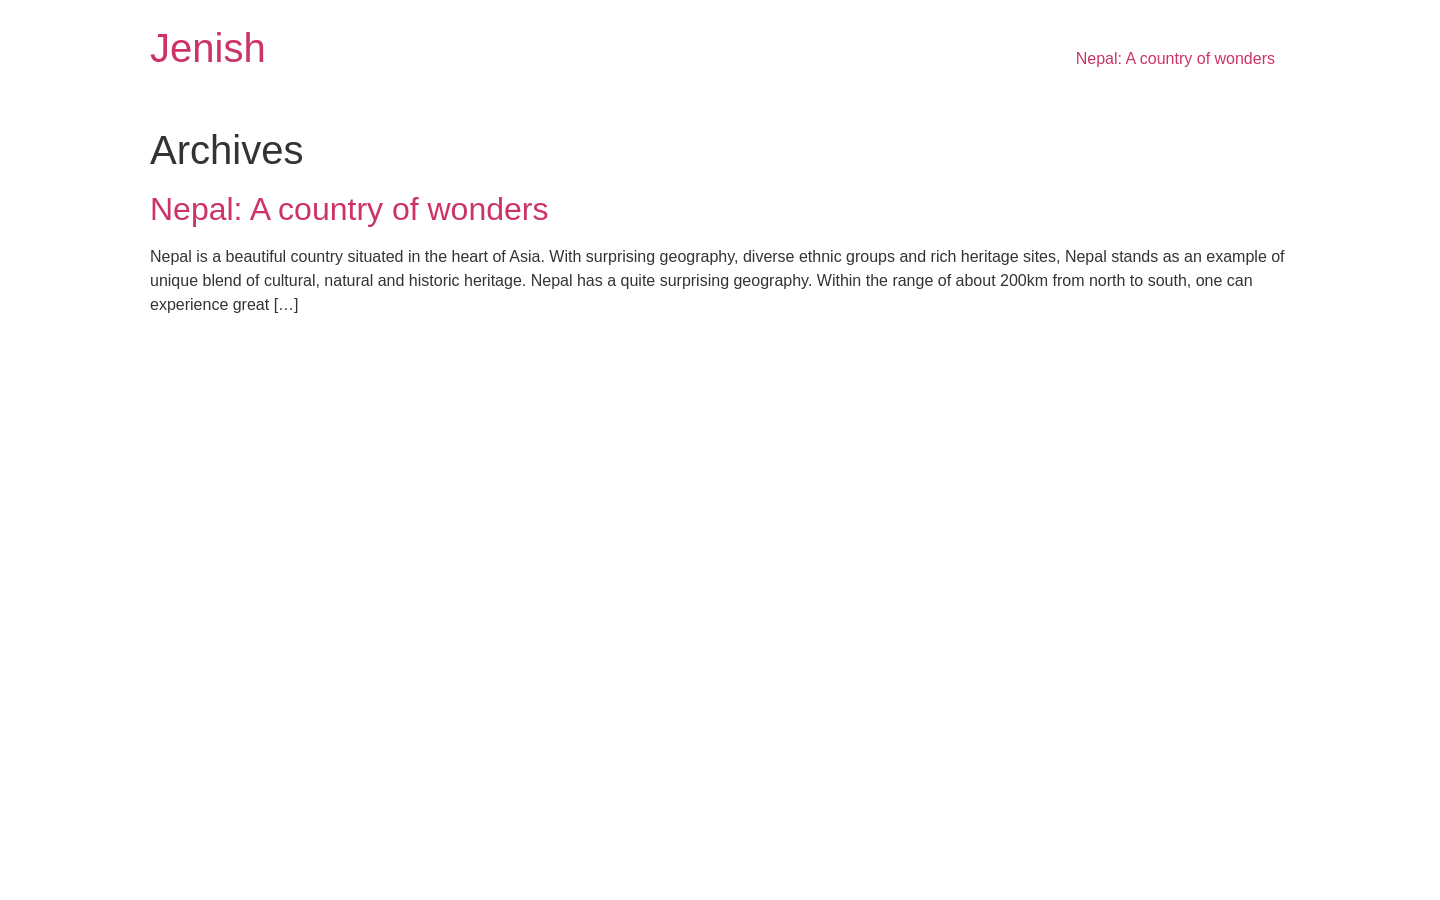 Jenish
Nepal: A country of wonders
Archives
Nepal: A country of wonders
Nepal is a beautiful country situated in the heart of Asia. With surprising geography, diverse ethnic groups and rich heritage sites, Nepal stands as an example of
unique blend of cultural, natural and historic heritage. Nepal has a quite surprising geography. Within the range of about 200km from north to south, one can
experience great […]